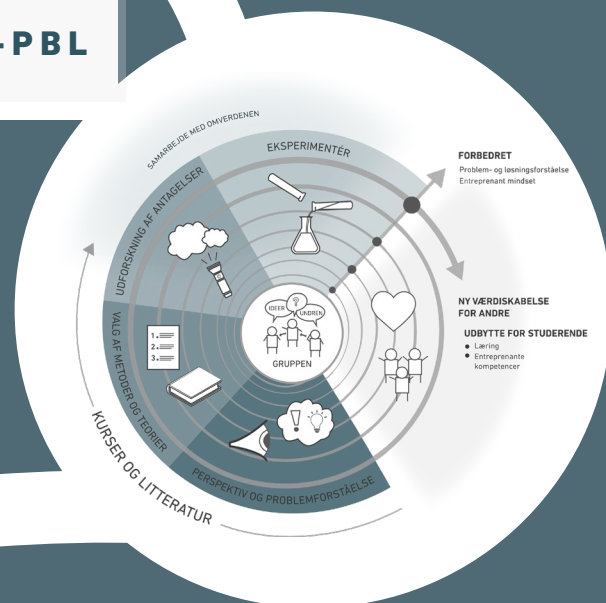 -PBL
SAMARBEJDE MED OMVERDENEN
EKSPERIMENTÉR
UDFORSKNING AF ANTAGELSER
FORBEDRET
Problem- og løsningsforståelse
Entreprenant mindset
IDEER
UNDREN
GRUPPEN
1.
2.
3.
VALG AF METODER OG TEORIER
NY VÆRDISKABELSE
FOR ANDRE
UDBYTTE FOR STUDERENDE
Læring
Entreprenante
kompetencer
PERSPEKTIV OG PROBLEMFORSTÅELSE
KURSER OG LITTERATUR